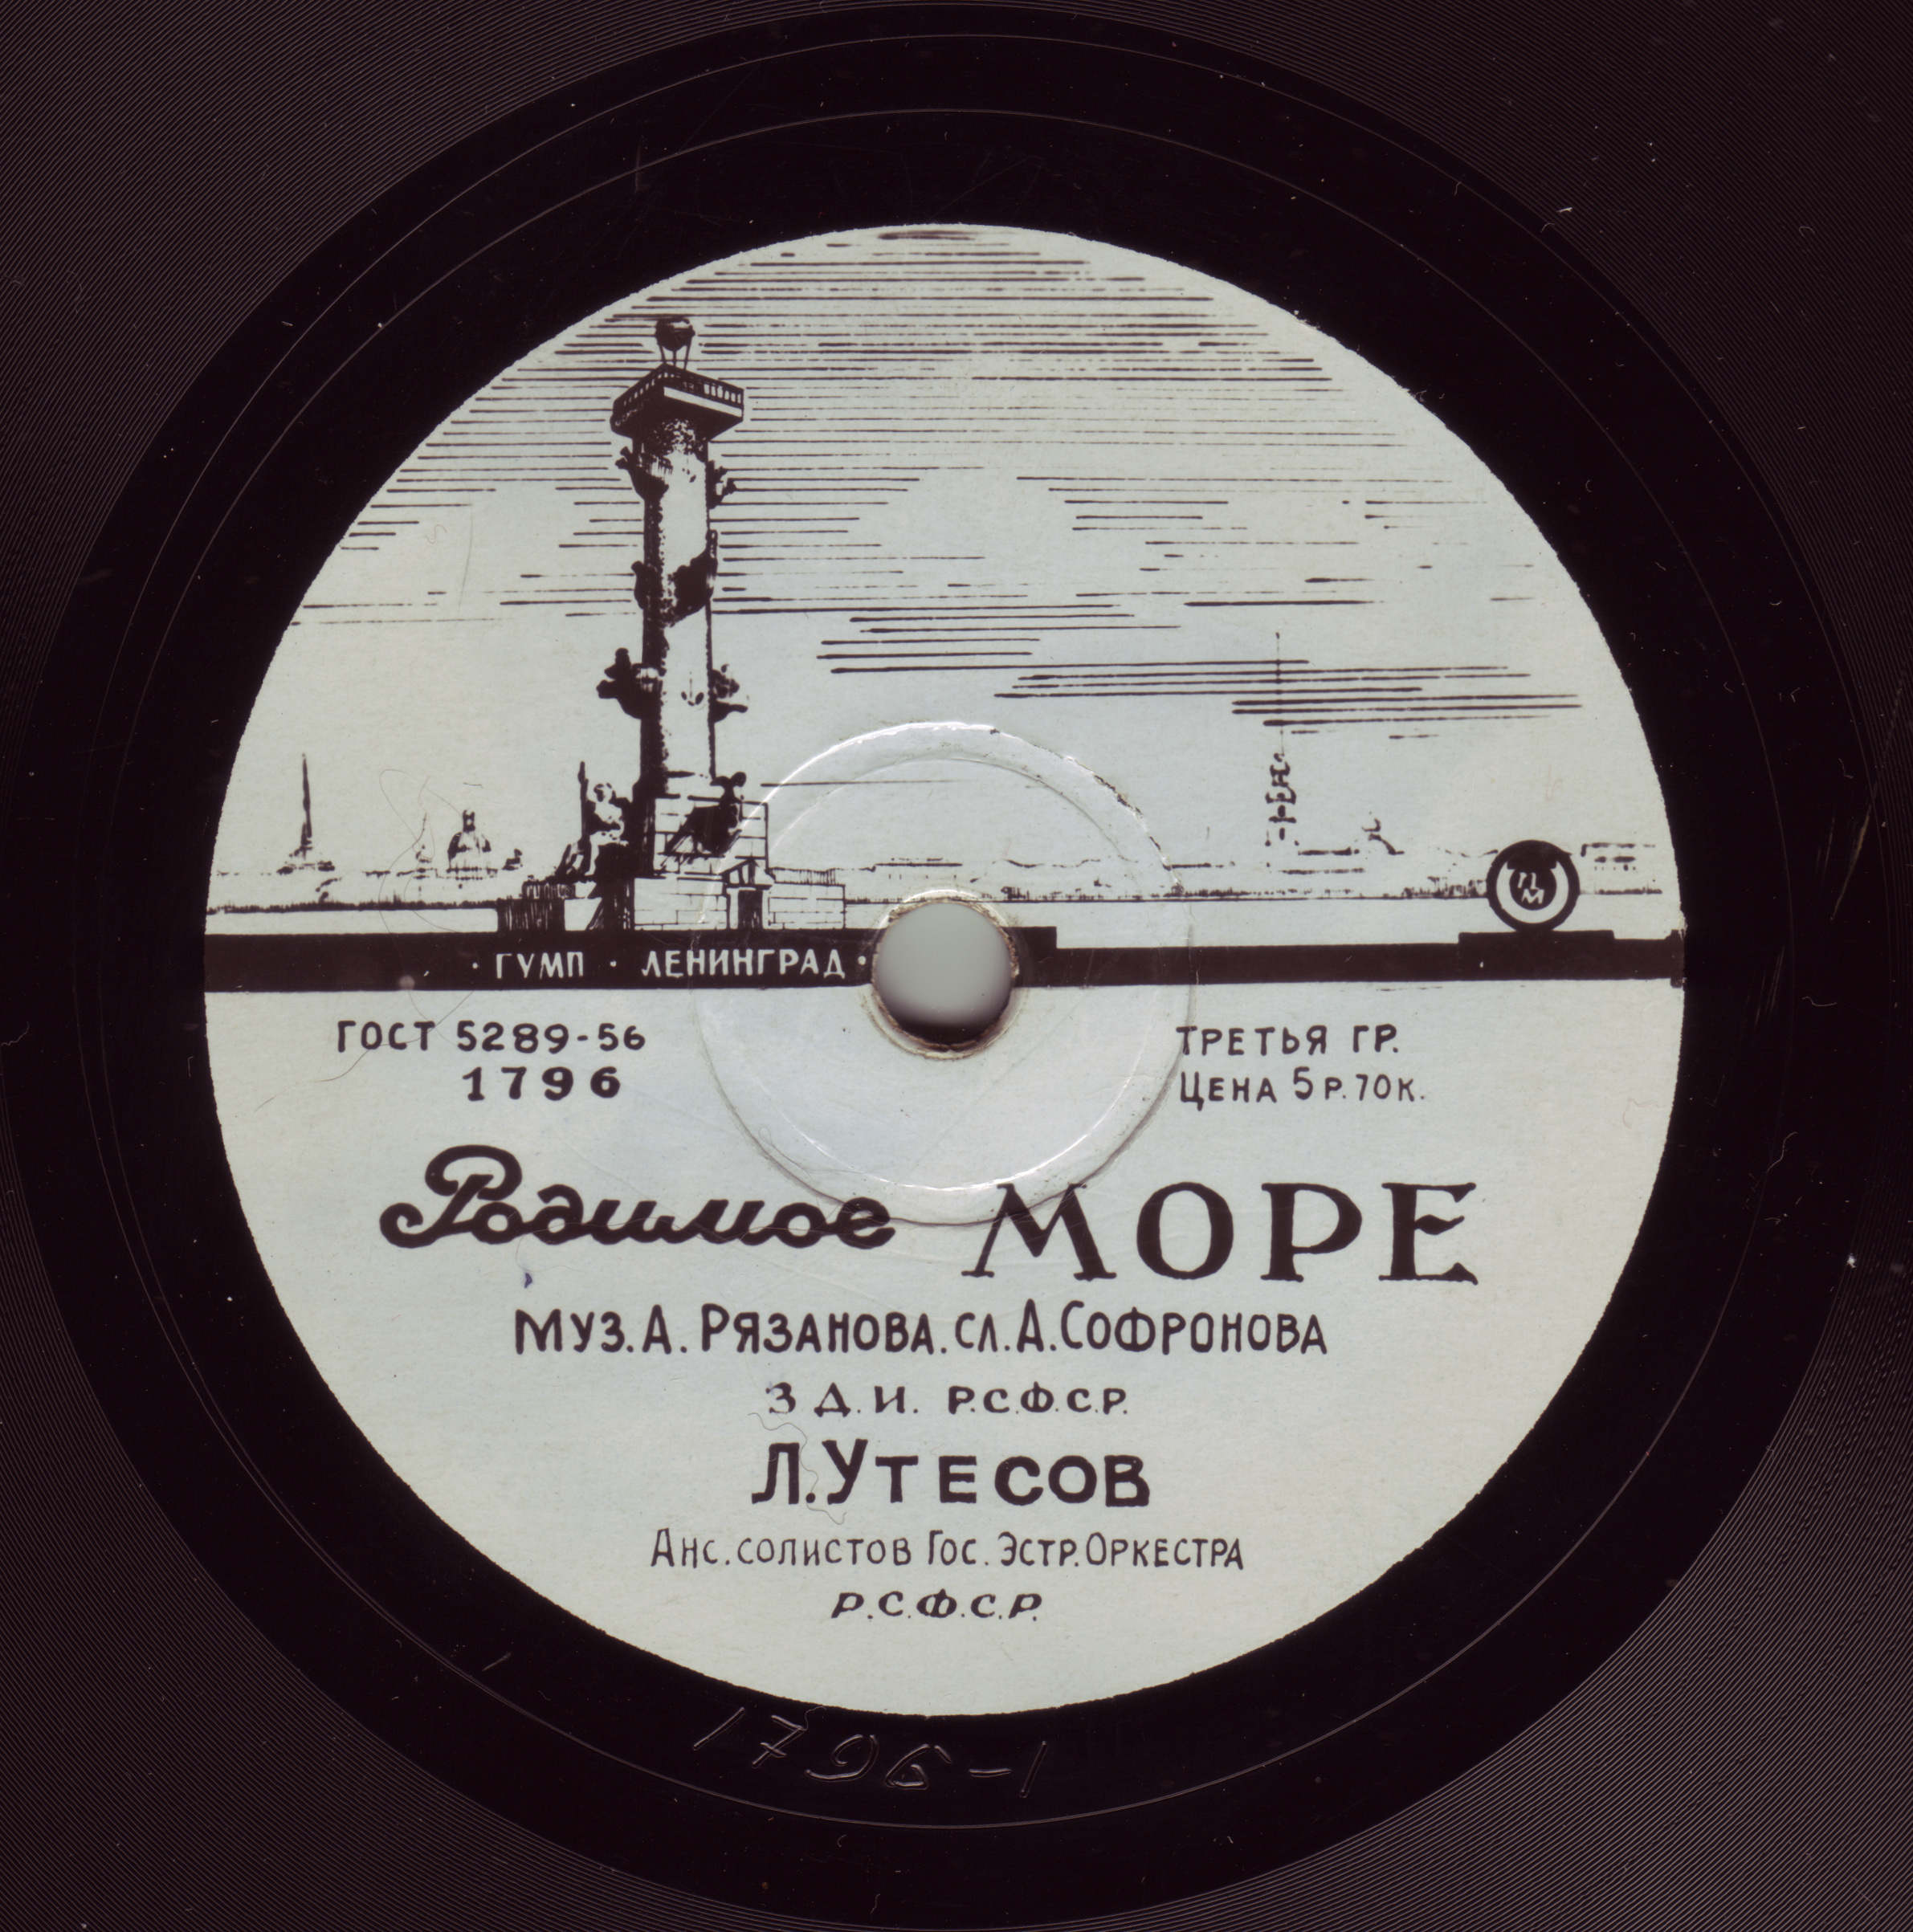 ПМ
· ГУМП · ЛЕНИНГРАД ·
ГОСТ 5289-56
1796
ТРЕТЬЯ ГР.
ЦЕНА 5 Р. 70 К.
Родимое МОРЕ
МУЗ. А. РЯЗАНОВА. СЛ. А. СОФРОНОВА
З Д. И. Р.С.Ф.С.Р.
Л. УТЕСОВ
АНС. СОЛИСТОВ ГОС. ЭСТР. ОРКЕСТРА
Р.С.Ф.С.Р.
1796-1